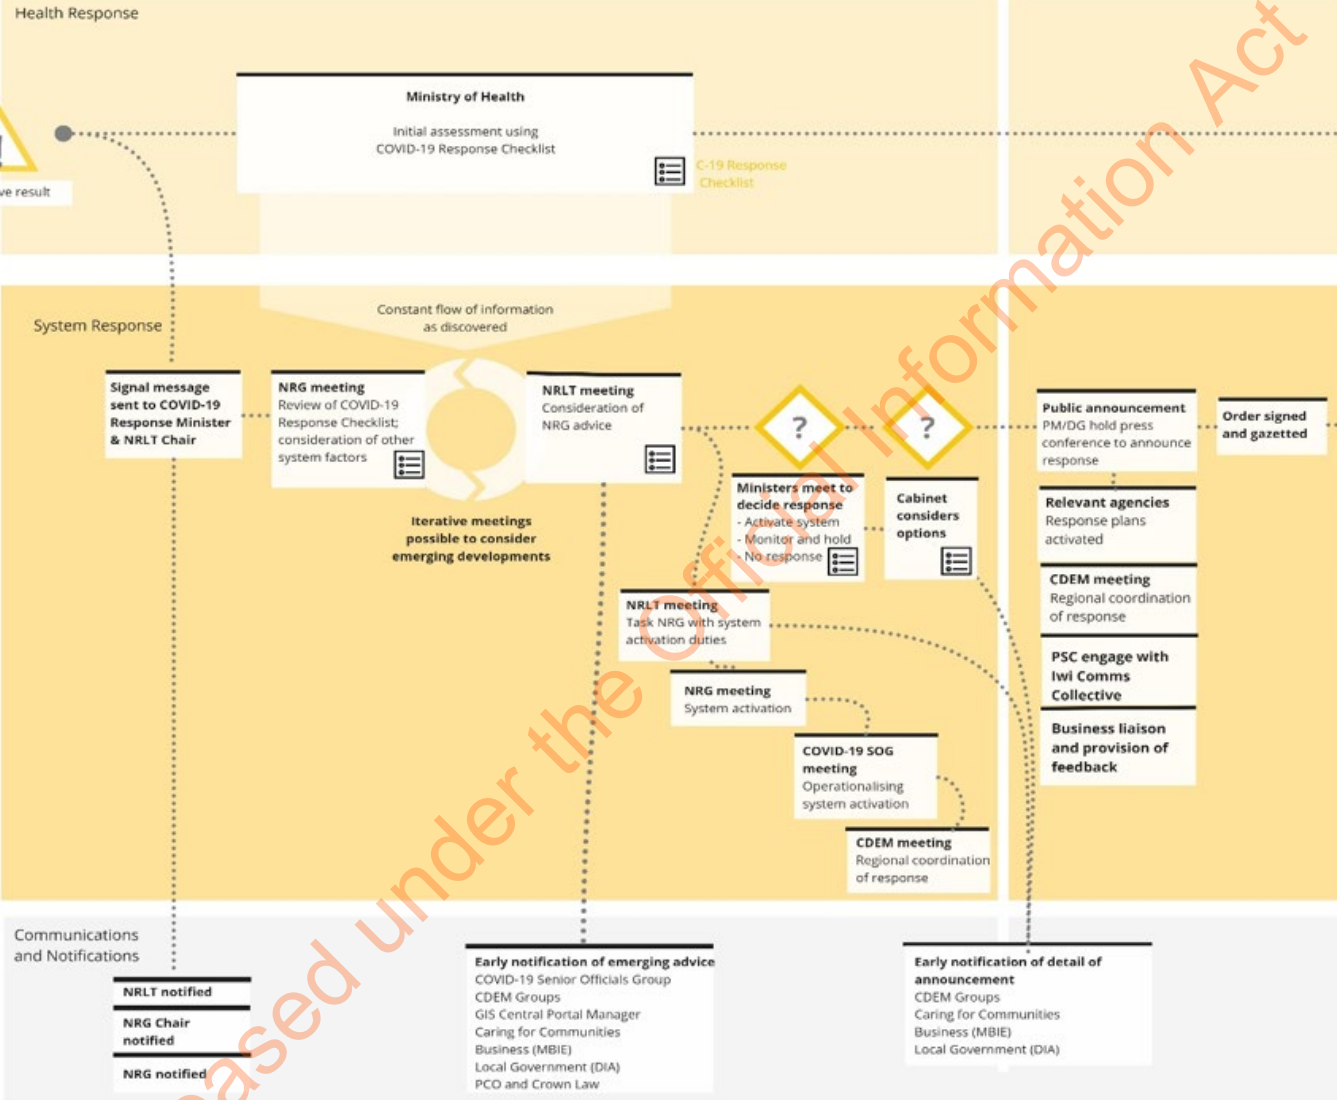 Health Response
Ministry of Health
Initial assessment using
COVID-19 Response Checklist
C-19 Response
Checklist
!
ve result
Constant flow of information
as discovered
System Response
Signal message
sent to COVID-19
Response Minister
& NRLT Chair
NRG meeting
Review of COVID-19
Response Checklist;
consideration of other
system factors
Iterative meetings
possible to consider
emerging developments
NRLT meeting
Consideration of
NRG advice
?
?
Ministers meet to
decide response
- Activate system
- Monitor and hold
- No response
Cabinet
considers
options
Public announcement
PM/DG hold press
conference to announce
response
Order signed
and gazetted
Relevant agencies
Response plans
activated
CDEM meeting
Regional coordination
of response
PSC engage with
Iwi Comms
Collective
Business liaison
and provision of
feedback
NRLT meeting
Task NRG with system
activation duties
NRG meeting
System activation
COVID-19 SOG
meeting
Operationalising
system activation
CDEM meeting
Regional coordination
of response
Communications
and Notifications
NRLT notified
NRG Chair
notified
NRG notified
Early notification of emerging advice
COVID-19 Senior Officials Group
CDEM Groups
GIS Central Portal Manager
Caring for Communities
Business (MBIE)
Local Government (DIA)
PCO and Crown Law
Early notification of detail of
announcement
CDEM Groups
Caring for Communities
Business (MBIE)
Local Government (DIA)
eased under the Official Information Act